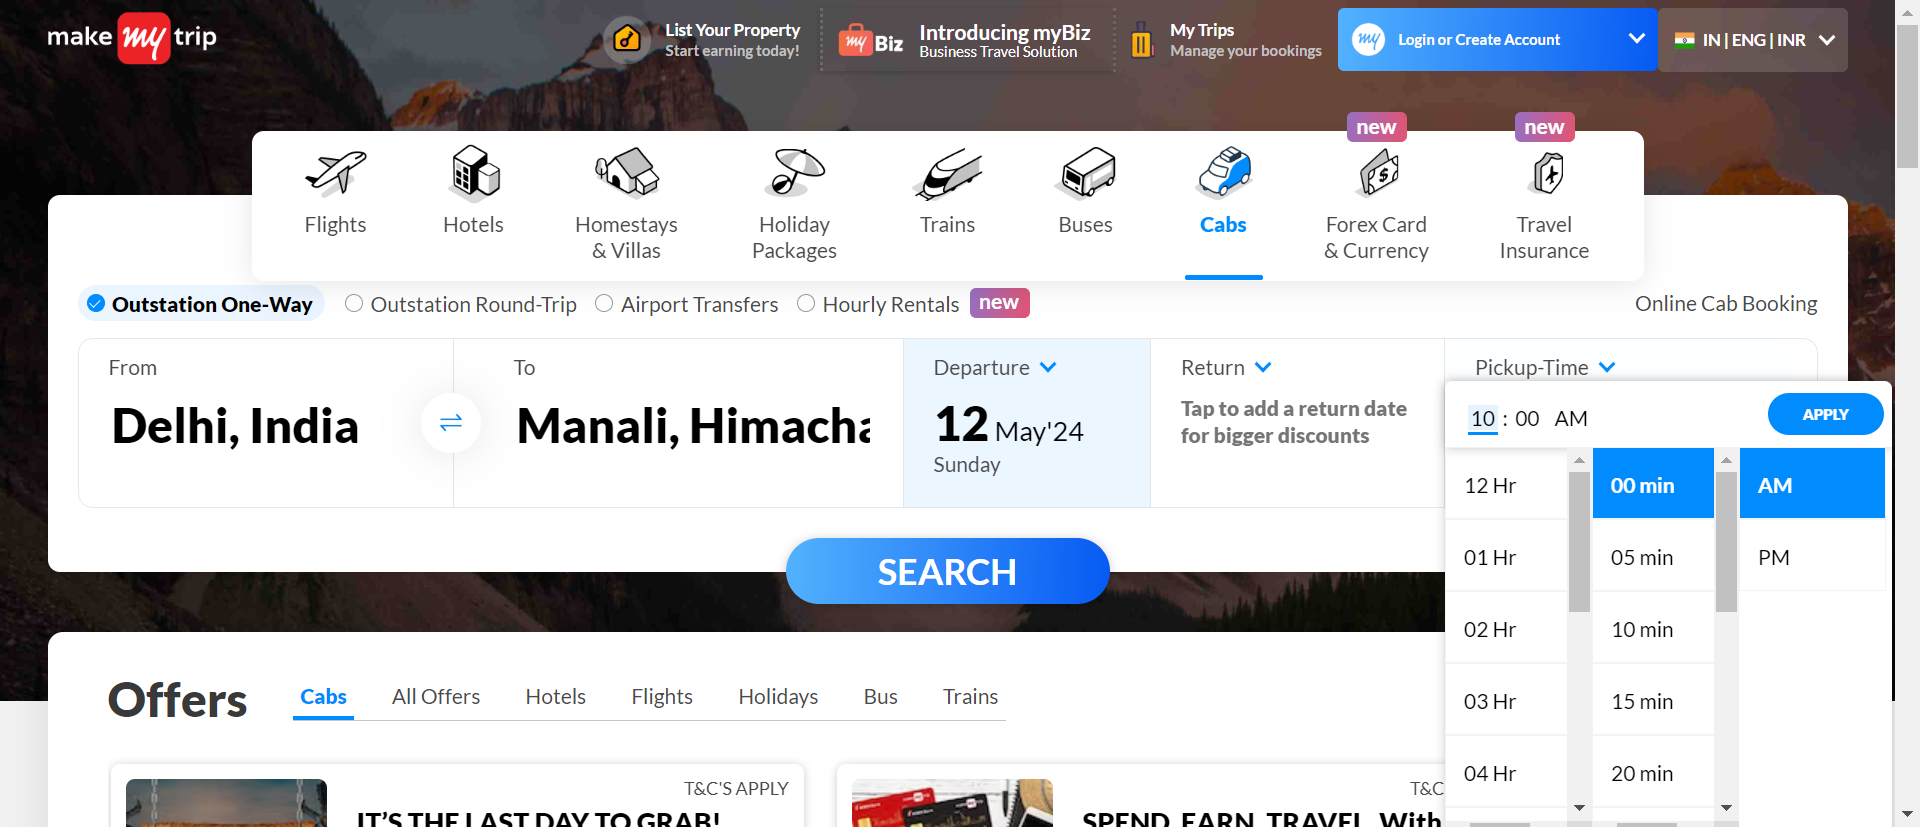 make my trip
List Your Property
Start earning today!
my Biz
Introducing myBiz
Business Travel Solution
My Trips
Manage your bookings
my
Login or Create Account
IN | ENG | INR
new
new
Flights
Hotels
Homestays
& Villas
Holiday
Packages
Trains
Buses
Cabs
Forex Card
& Currency
Travel
Insurance
Outstation One-Way
Outstation Round-Trip
Airport Transfers
Hourly Rentals
new
Online Cab Booking
From
Delhi, India
To
Manali, Himacha
Departure
12 May'24
Sunday
Return
Tap to add a return date
for bigger discounts
Pickup-Time
10 : 00 AM
APPLY
12 Hr
01 Hr
02 Hr
03 Hr
04 Hr
00 min
05 min
10 min
15 min
20 min
AM
PM
SEARCH
Offers
Cabs
All Offers
Hotels
Flights
Holidays
Bus
Trains
T&C'S APPLY
IT'S THE LAST DAY TO GRAB!
T&C
SPEND, EARN, TRAVEL, With